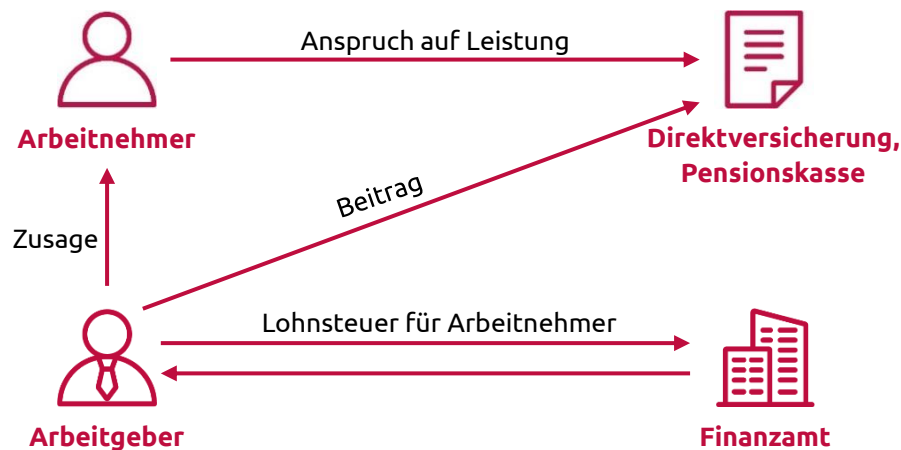 Anspruch auf Leistung
Arbeitnehmer
Direktversicherung,
Pensionskasse
Beitrag
Zusage
Lohnsteuer für Arbeitnehmer
Arbeitgeber
Finanzamt